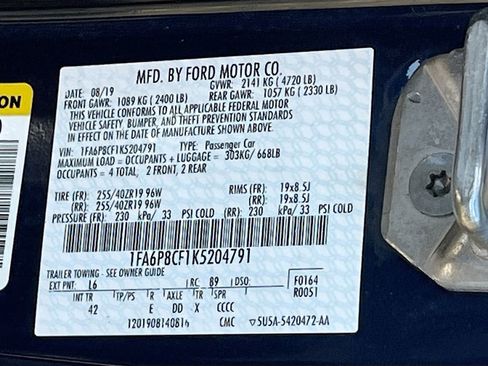 MFD. BY FORD MOTOR CO.
DATE: 08/19 GVWR: 2141 KG ( 4720 LB)
FRONT GAWR: 1089 KG ( 2400 LB) REAR GAWR: 1057 KG ( 2330 LB)
THIS VEHICLE CONFORMS TO ALL APPLICABLE FEDERAL MOTOR
VEHICLE SAFETY, BUMPER, AND THEFT PREVENTION STANDARDS
IN EFFECT ON THE DATE OF MANUFACTURE SHOWN ABOVE.
VIN: 1FA6P8CF1K5204791 TYPE: Passenger Car
MAXIMUM LOAD = OCCUPANTS + LUGGAGE = 303KG/668LB
OCCUPANTS = 4 TOTAL, 2 FRONT, 2 REAR
TIRE (FR): 255/40ZR19 96W RIMS (FR): 19x8.5J
(RR): 255/40ZR19 96W (RR): 19x8.5J
PRESSURE (FR): 230 kPa/ 33 PSI COLD (RR): 230 kPa/ 33 PSI COLD
1FA6P8CF1K5204791
TRAILER TOWING - SEE OWNER GUIDE
EXT PNT: L6 RC: 89 DSO: F0164
INT TR TP/PS R AXLE TR SPR R0051
42 E DD X CCCC
1201908140816 CMC 5U5A-5420472-AA
ION